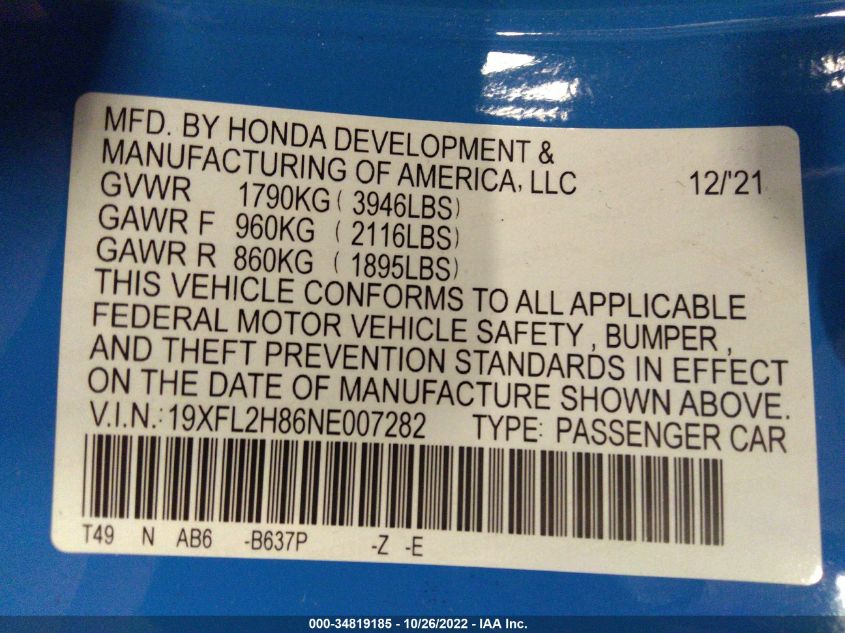 MFD. BY HONDA DEVELOPMENT &
MANUFACTURING OF AMERICA, LLC 12/'21
GVWR 1790KG ( 3946LBS)
GAWR F 960KG ( 2116LBS)
GAWR R 860KG ( 1895LBS)
THIS VEHICLE CONFORMS TO ALL APPLICABLE
FEDERAL MOTOR VEHICLE SAFETY , BUMPER ,
AND THEFT PREVENTION STANDARDS IN EFFECT
ON THE DATE OF MANUFACTURE SHOWN ABOVE.
V.I.N.: 19XFL2H86NE007282 TYPE: PASSENGER CAR
T49 N AB6 -B637P -Z -E
000-34819185 - 10/26/2022 - IAA Inc.